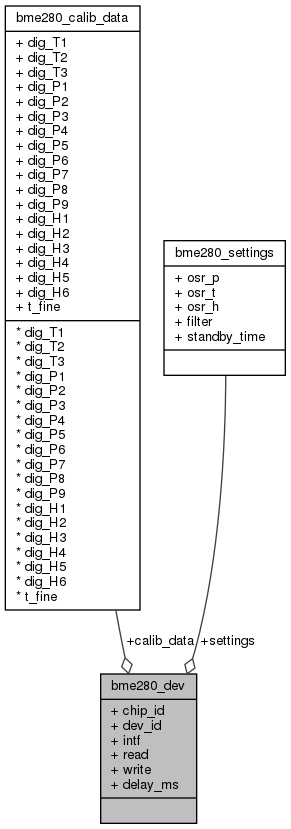 bme280_calib_data
+ dig_T1
+ dig_T2
+ dig_T3
+ dig_P1
+ dig_P2
+ dig_P3
+ dig_P4
+ dig_P5
+ dig_P6
+ dig_P7
+ dig_P8
+ dig_P9
+ dig_H1
+ dig_H2
+ dig_H3
+ dig_H4
+ dig_H5
+ dig_H6
+ t_fine
* dig_T1
* dig_T2
* dig_T3
* dig_P1
* dig_P2
* dig_P3
* dig_P4
* dig_P5
* dig_P6
* dig_P7
* dig_P8
* dig_P9
* dig_H1
* dig_H2
* dig_H3
* dig_H4
* dig_H5
* dig_H6
* t_fine
bme280_settings
+ osr_p
+ osr_t
+ osr_h
+ filter
+ standby_time
+calib_data
+settings
bme280_dev
+ chip_id
+ dev_id
+ intf
+ read
+ write
+ delay_ms